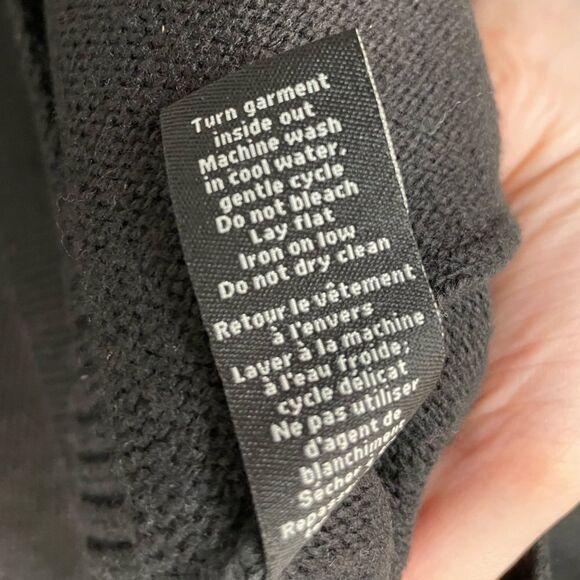 Turn garment
inside out
Machine wash
in cool water,
gentle cycle
Do not bleach
Lay flat
Iron on low
Do not dry clean
Retour le vêtement
à l'envers
Laver à la machine
à l'eau froide;
cycle délicat
Ne pas utiliser
d'agent de
blanchiment
Sécher